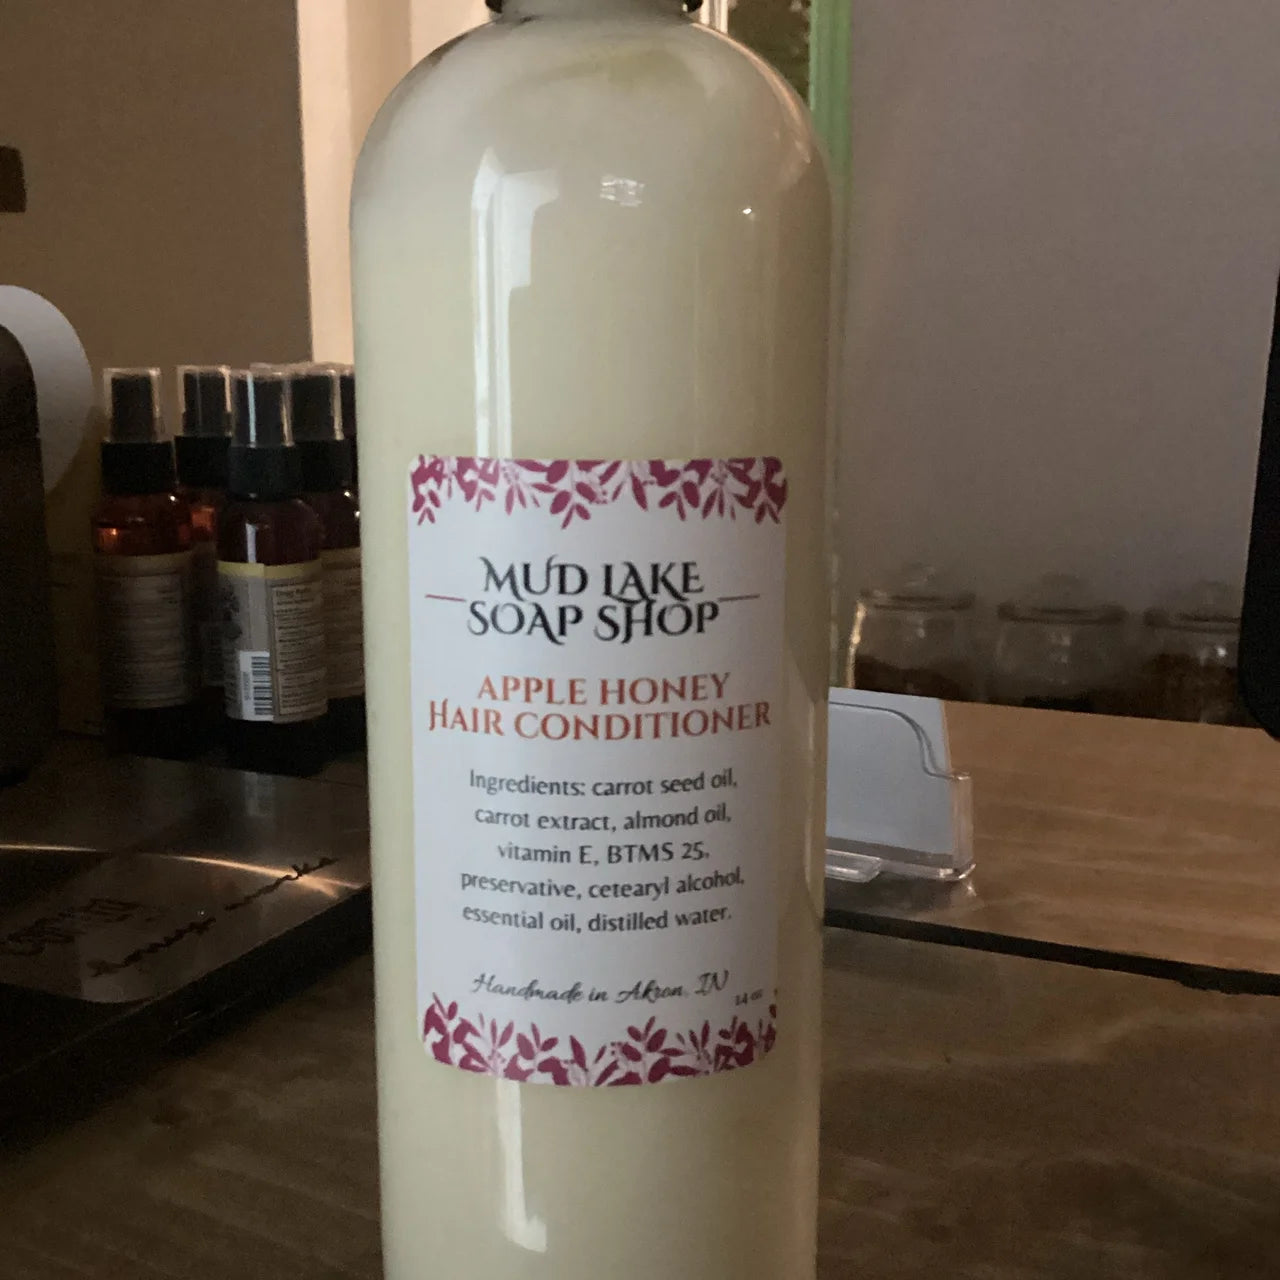 MUD LAKE
SOAP SHOP
APPLE HONEY
HAIR CONDITIONER
Ingredients: carrot seed oil,
carrot extract, almond oil,
vitamin E, BTMS 25,
preservative, cetearyl alcohol,
essential oil, distilled water.
Handmade in Akron, IN
14 oz